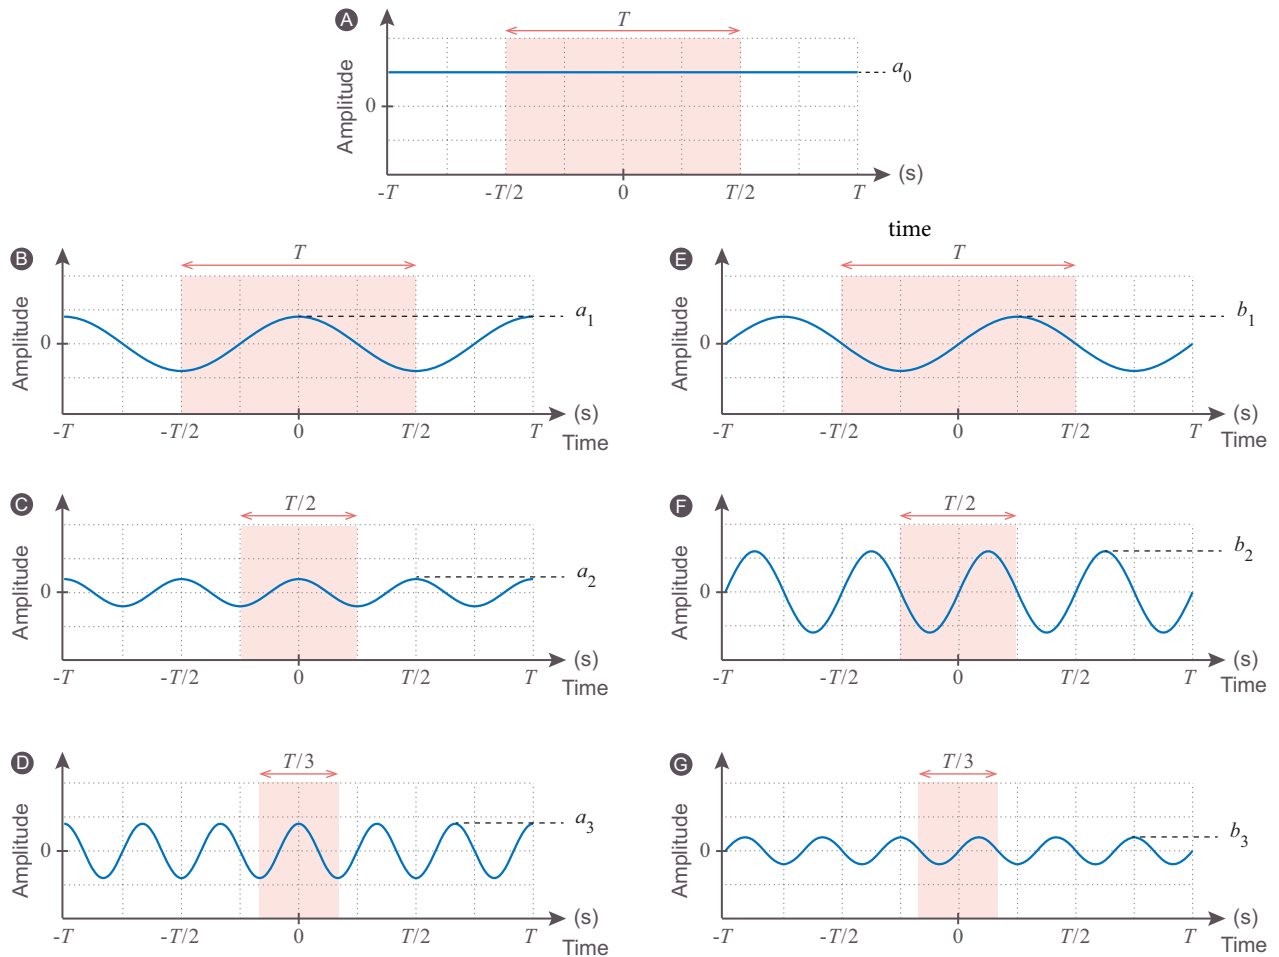 A
T
Amplitude
0
a0
(s)
-T -T/2 0 T/2 T
time
B
T
Amplitude
0
a1
(s)
-T -T/2 0 T/2 T
Time
E
T
Amplitude
0
b1
(s)
-T -T/2 0 T/2 T
Time
C
T/2
Amplitude
0
a2
(s)
-T -T/2 0 T/2 T
Time
F
T/2
Amplitude
0
b2
(s)
-T -T/2 0 T/2 T
Time
D
T/3
Amplitude
0
a3
(s)
-T -T/2 0 T/2 T
Time
G
T/3
Amplitude
0
b3
(s)
-T -T/2 0 T/2 T
Time